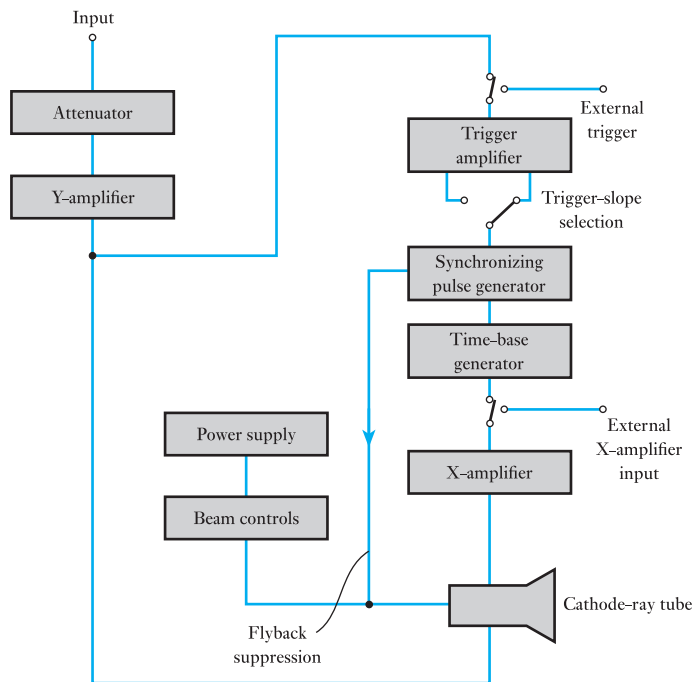 Input
Attenuator
Y–amplifier
External
trigger
Trigger
amplifier
Trigger–slope
selection
Synchronizing
pulse generator
Time–base
generator
External
X–amplifier
input
Power supply
X–amplifier
Beam controls
Cathode–ray tube
Flyback
suppression